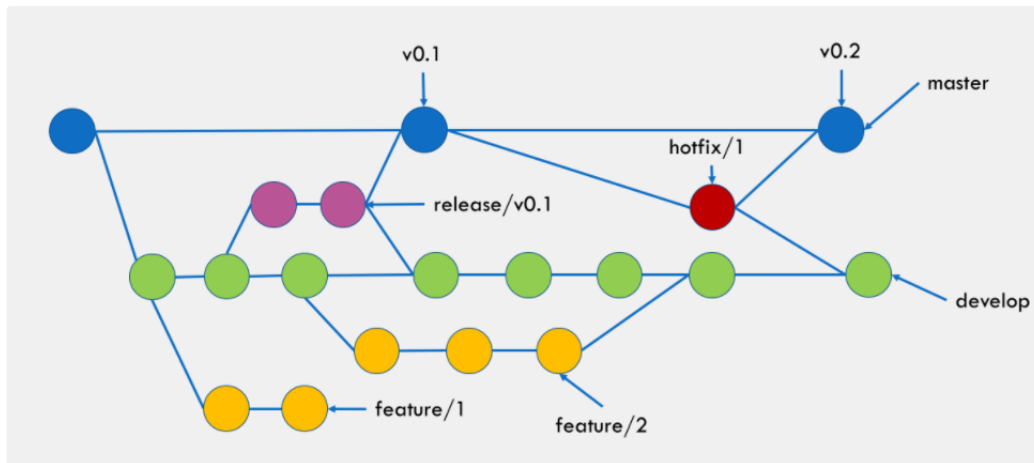 v0.1
v0.2
master
hotfix/1
release/v0.1
develop
feature/1
feature/2